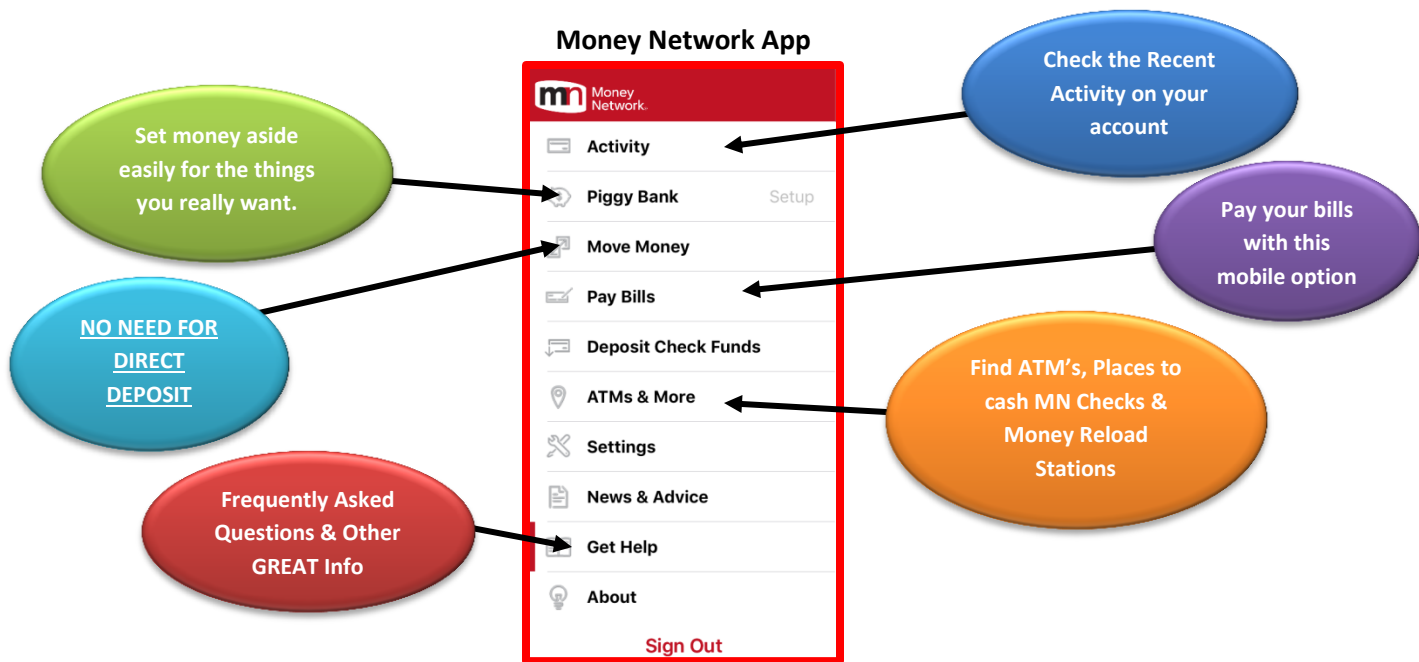 Money Network App
mn Money
Network.
Activity
Piggy Bank Setup
Move Money
Pay Bills
Deposit Check Funds
ATMs & More
Settings
News & Advice
Get Help
About
Sign Out
Set money aside
easily for the things
you really want.
NO NEED FOR
DIRECT
DEPOSIT
Frequently Asked
Questions & Other
GREAT Info
Check the Recent
Activity on your
account
Pay your bills
with this
mobile option
Find ATM’s, Places to
cash MN Checks &
Money Reload
Stations